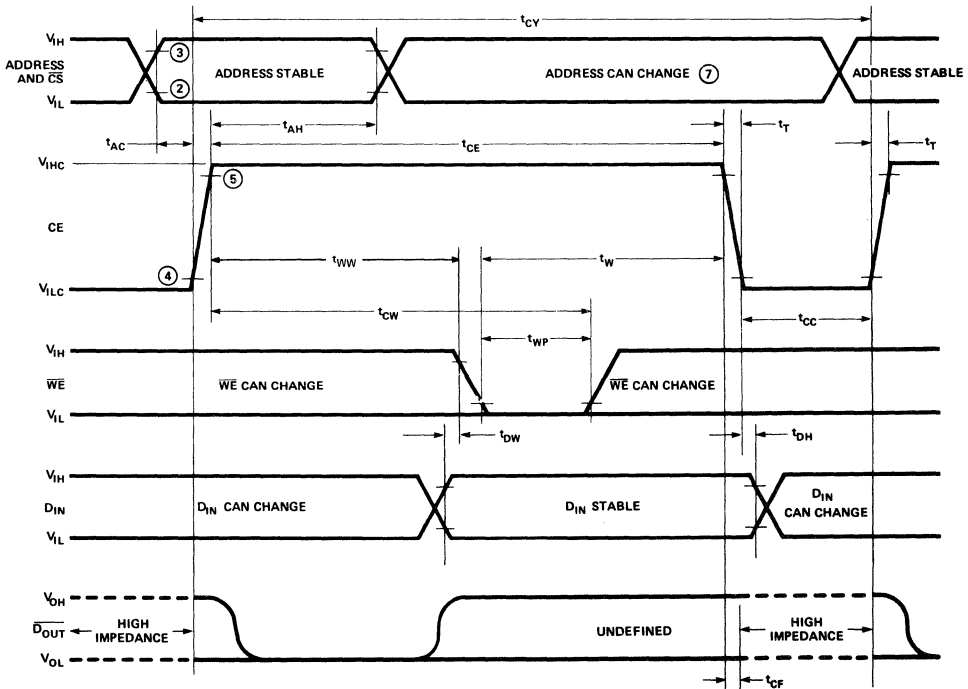 tCY
VIH
ADDRESS AND CS
VIL
③
②
ADDRESS STABLE
ADDRESS CAN CHANGE ⑦
ADDRESS STABLE
tAC
tAH
tT
tCE
tT
VIHC
⑤
CE
④
VILC
tWW
tW
tCW
tCC
tWP
VIH
WE
VIL
WE CAN CHANGE
WE CAN CHANGE
tDW
tDH
VIH
DIN
VIL
DIN CAN CHANGE
DIN STABLE
DIN
CAN CHANGE
VOH
DOUT
VOL
HIGH
IMPEDANCE
UNDEFINED
HIGH
IMPEDANCE
tCF